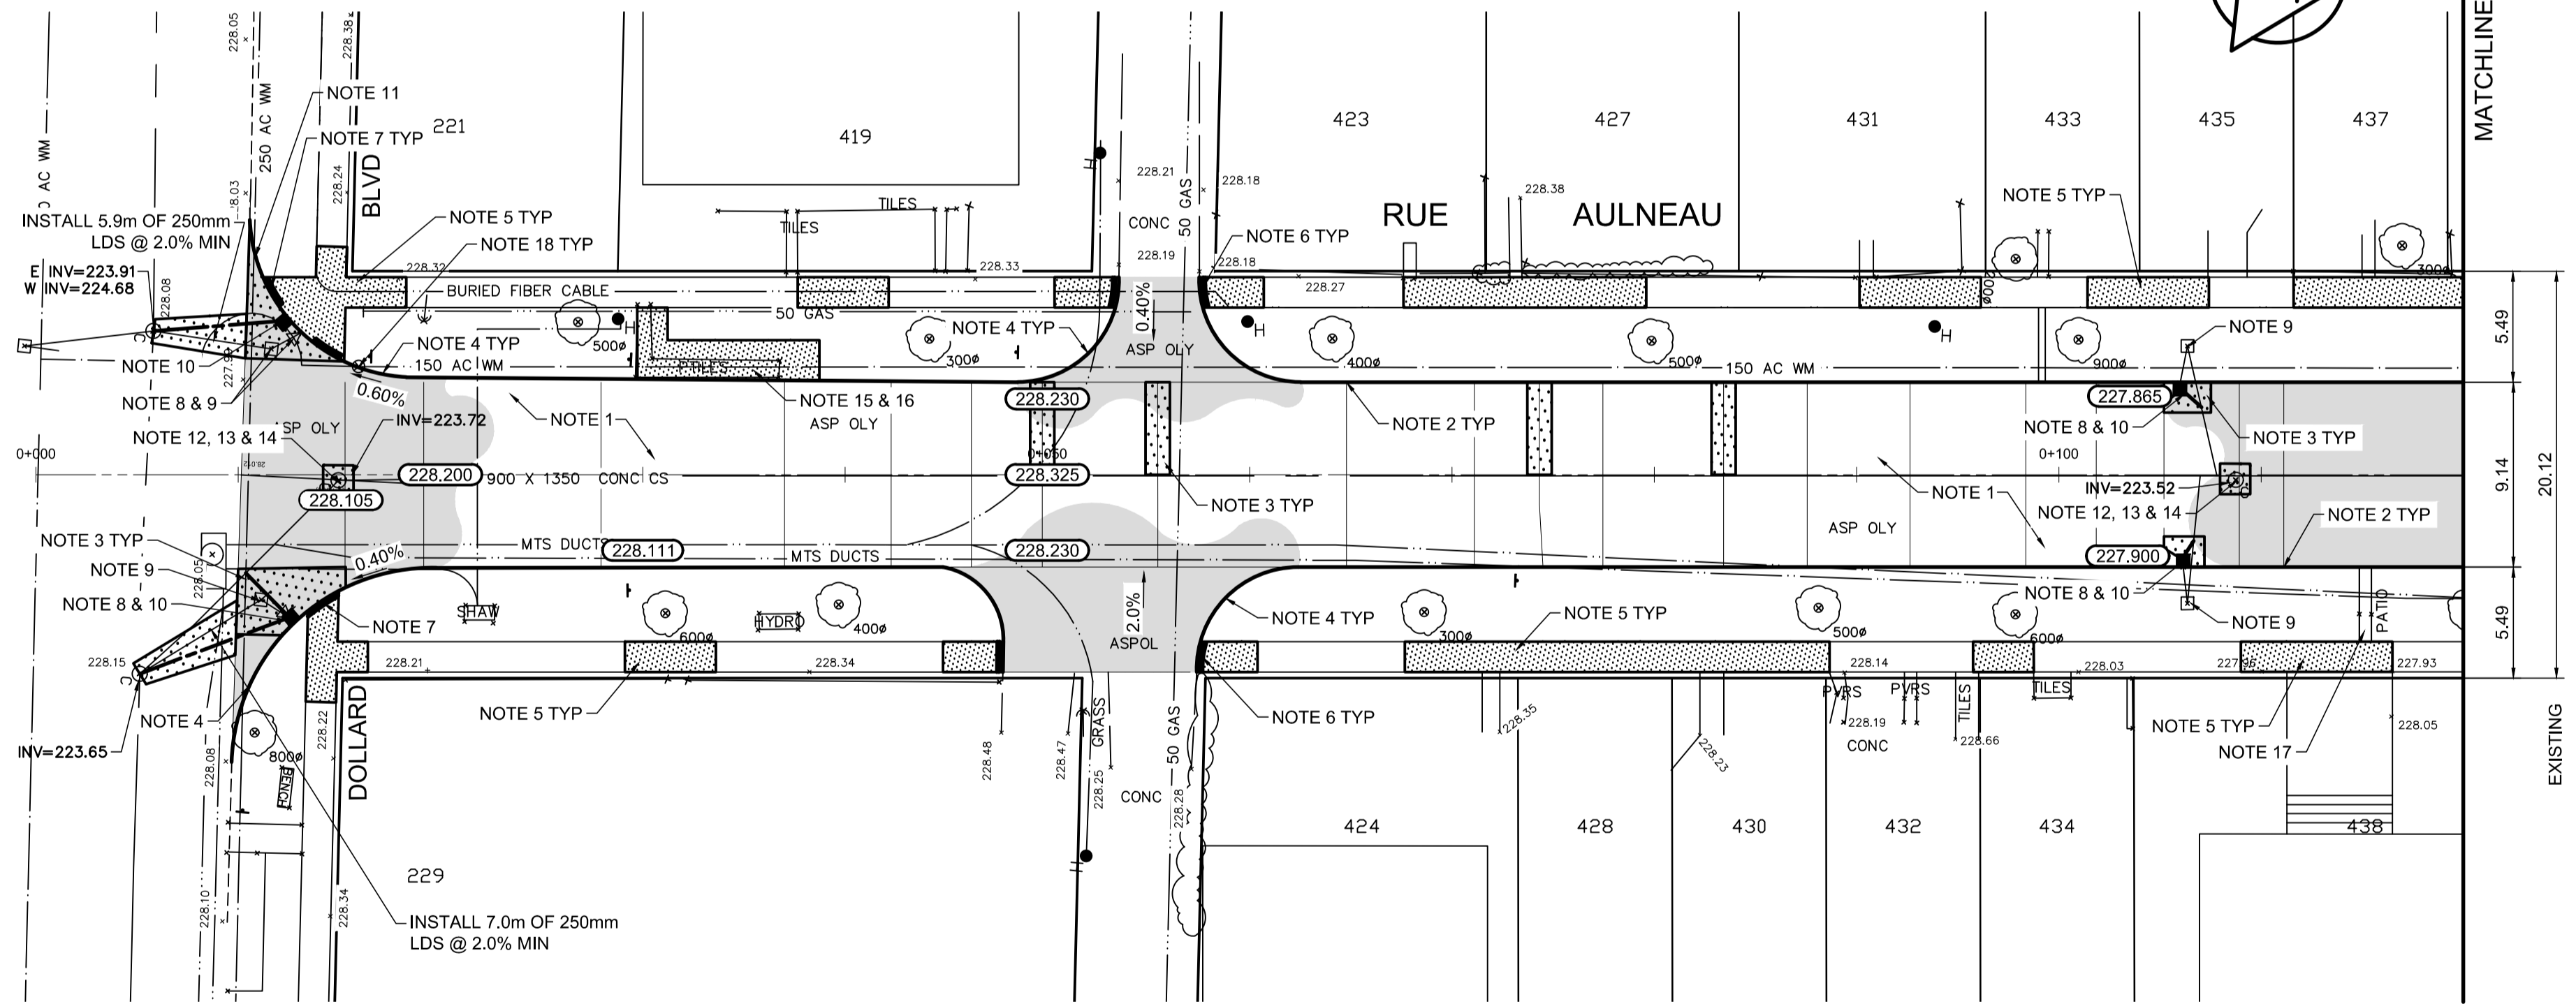 228.05
250 AC WM
228.38
AC WM
NOTE 11
NOTE 7 TYP
221
BLVD
228.24
419
228.21
228.18
50 GAS
CONC
228.19
228.18
423
427
431
433
435
437
MATCHLINE
228.38
RUE AULNEAU
NOTE 5 TYP
INSTALL 5.9m OF 250mm
LDS @ 2.0% MIN
NOTE 5 TYP
NOTE 18 TYP
TILES
TILES
H
NOTE 6 TYP
E INV=223.91
W INV=224.68
228.08
228.32
228.33
228.27
BURIED FIBER CABLE
50 GAS
0.40%
200ø
300ø
NOTE 4 TYP
H
500ø
300ø
NOTE 4 TYP
ASP OLY
H
400ø
500ø
H
900ø
NOTE 9
5.49
NOTE 10
150 AC WM
150 AC WM
NOTE 8 & 9
0.60%
NOTE 15 & 16
228.230
227.865
NOTE 1
ASP OLY
INV=223.72
NOTE 2 TYP
NOTE 8 & 10
NOTE 3 TYP
NOTE 12, 13 & 14
0+000
0+050
0+100
228.200
900 X 1350 CONC CS
228.325
228.105
NOTE 3 TYP
NOTE 1
INV=223.52
NOTE 12, 13 & 14
9.14
20.12
NOTE 2 TYP
ASP OLY
NOTE 3 TYP
0.40%
MTS DUCTS
228.111
MTS DUCTS
228.230
227.900
NOTE 9
228.05
NOTE 8 & 10
NOTE 8 & 10
NOTE 7
SHAW
600ø
HYDRO
400ø
2.0%
ASPOL
NOTE 4 TYP
300ø
NOTE 5 TYP
500ø
600ø
NOTE 9
PATIO
5.49
228.15
C
228.21
228.34
228.14
228.03
227.96
227.93
NOTE 4
NOTE 5 TYP
NOTE 6 TYP
INV=223.65
800ø
228.22
DOLLARD
228.08
BENCH
228.48
228.47
GRASS
50 GAS
228.25
CONC
228.28
228.35
228.23
PVRS
PVRS
TILES
TILES
228.19
CONC
228.66
NOTE 5 TYP
NOTE 17
228.05
EXISTING
424
428
430
432
434
438
229
228.10
228.34
H
INSTALL 7.0m OF 250mm
LDS @ 2.0% MIN